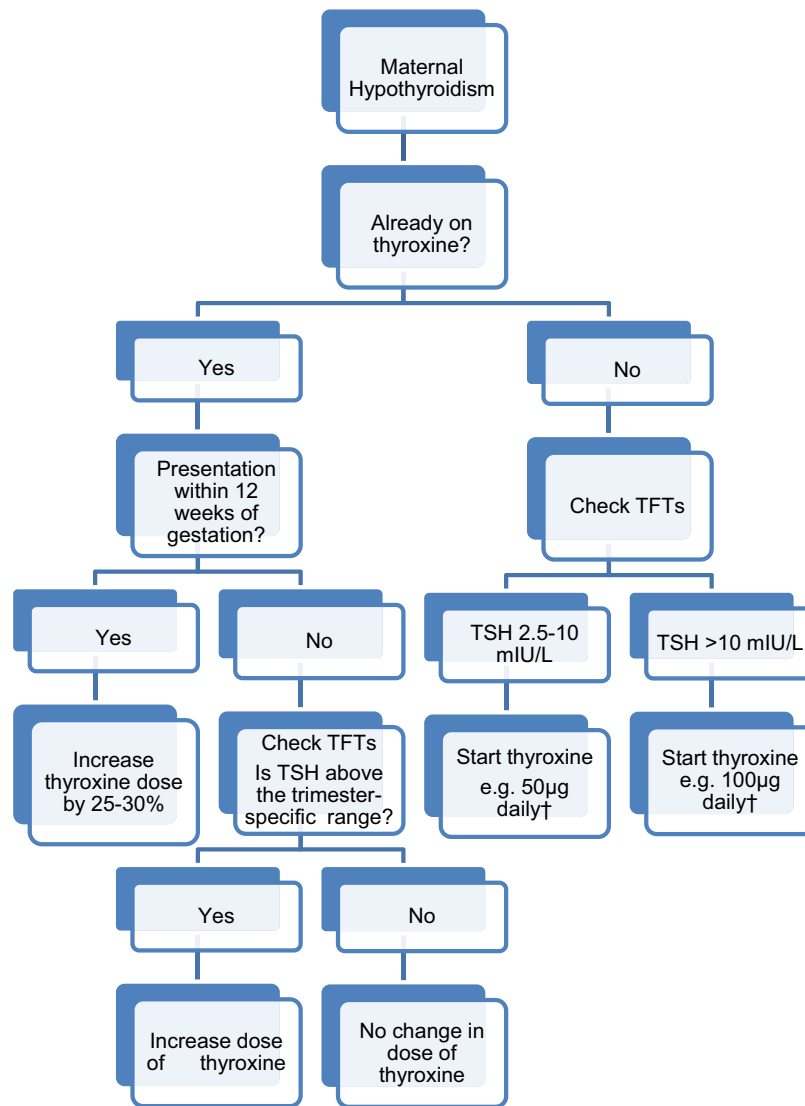 Maternal
Hypothyroidism
Already on
thyroxine?
Yes
No
Presentation
within 12
weeks of
gestation?
Check TFTs
Yes
No
TSH 2.5-10
mIU/L
TSH >10 mIU/L
Increase
thyroxine dose
by 25-30%
Check TFTs
Is TSH above
the trimester-
specific range?
Start thyroxine
e.g. 50µg
daily†
Start thyroxine
e.g. 100µg
daily†
Yes
No
Increase dose
of thyroxine
No change in
dose of
thyroxine